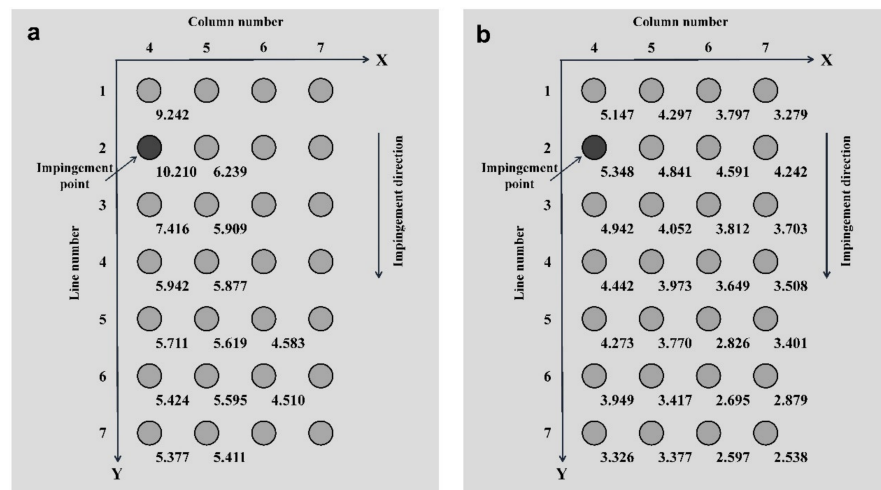 a
Column number
4 5 6 7
X
1
9.242
2
Impingement
point
10.210 6.239
3
7.416 5.909
4
5.942 5.877
5
5.711 5.619 4.583
6
5.424 5.595 4.510
7
5.377 5.411
Y
Line number
Impingement direction
b
Column number
4 5 6 7
X
1
5.147 4.297 3.797 3.279
2
Impingement
point
5.348 4.841 4.591 4.242
3
4.942 4.052 3.812 3.703
4
4.442 3.973 3.649 3.508
5
4.273 3.770 2.826 3.401
6
3.949 3.417 2.695 2.879
7
3.326 3.377 2.597 2.538
Y
Line number
Impingement direction